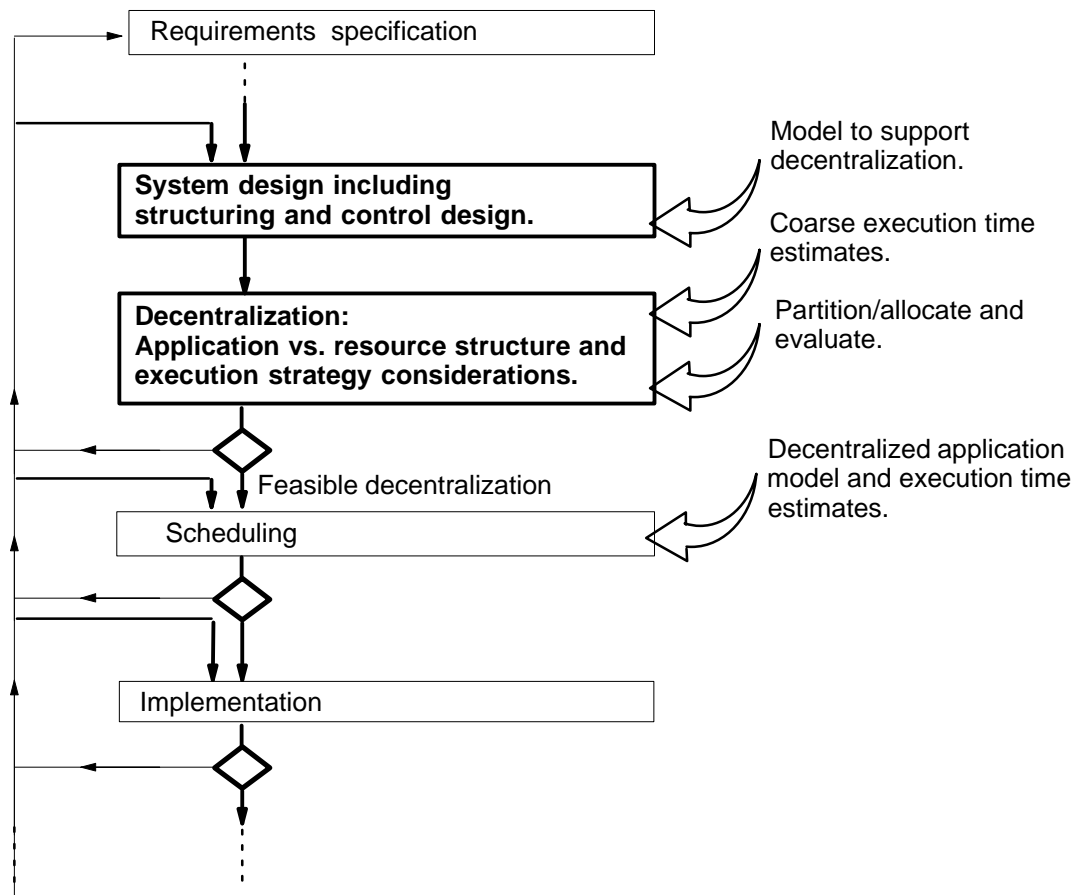 Requirements specification
Model to support
decentralization.
System design including
structuring and control design.
Coarse execution time
estimates.
Decentralization:
Application vs. resource structure and
execution strategy considerations.
Partition/allocate and
evaluate.
Feasible decentralization
Decentralized application
model and execution time
estimates.
Scheduling
Implementation